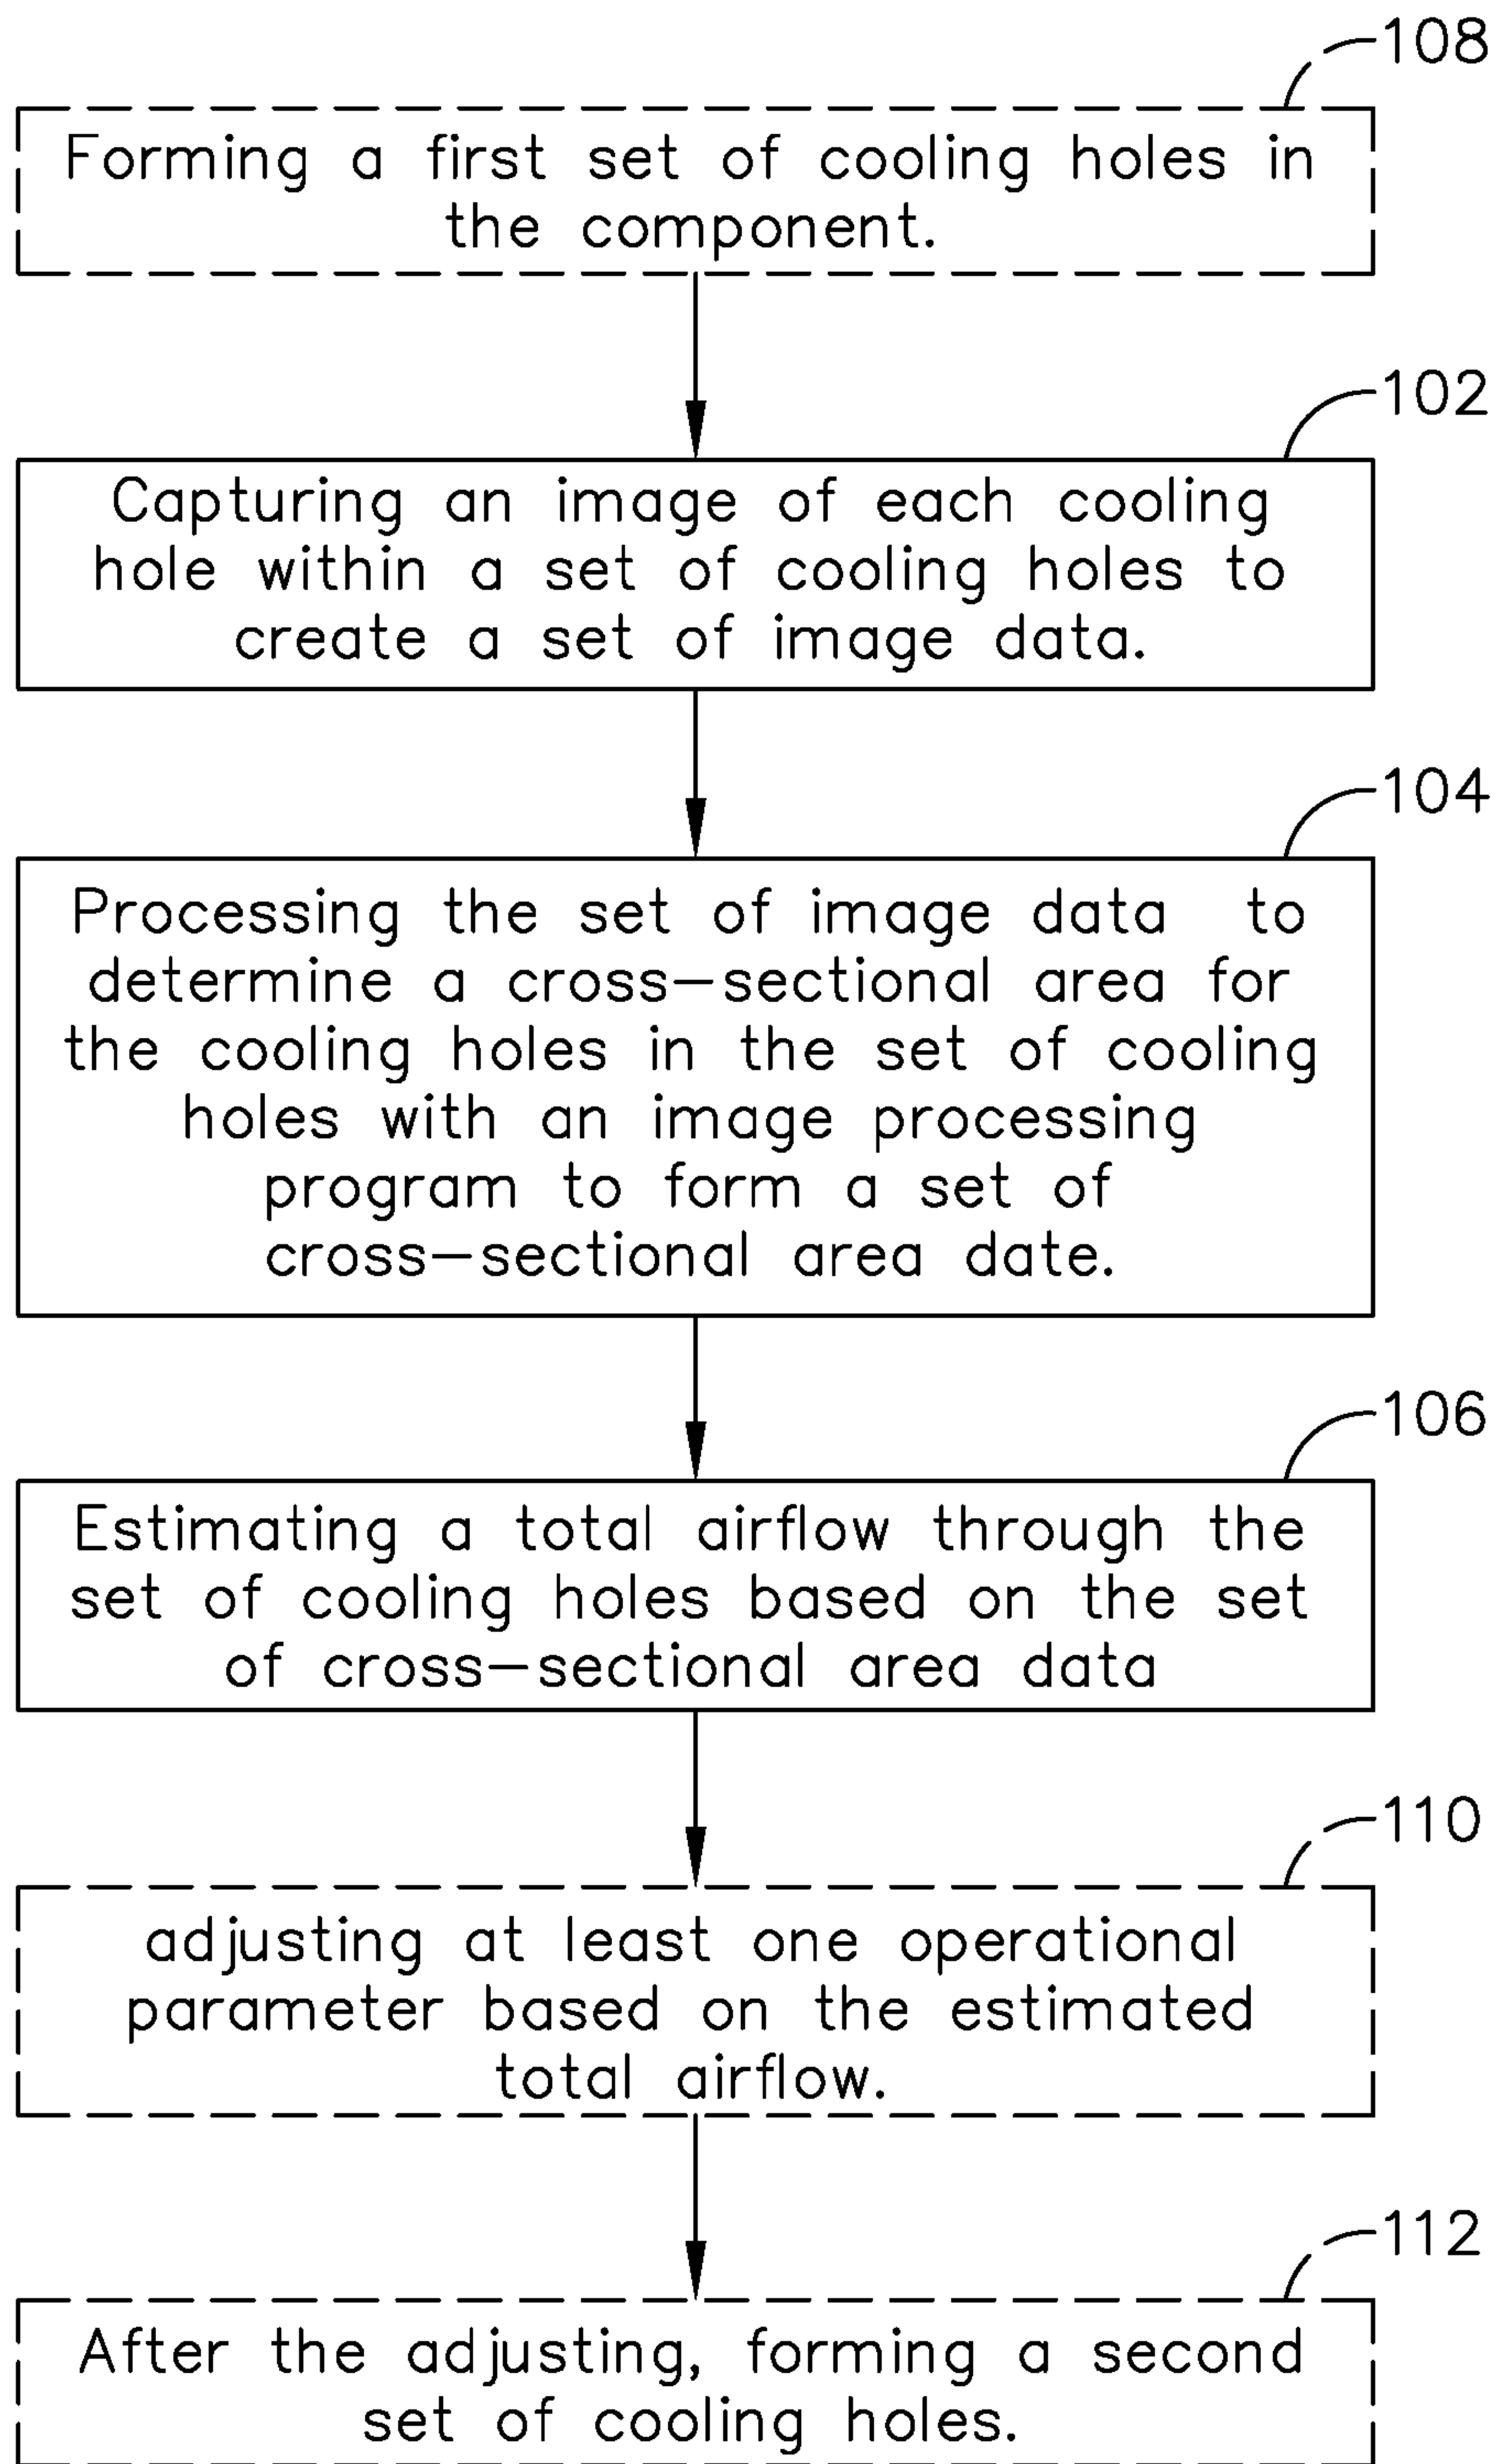 108
Forming a first set of cooling holes in
the component.
102
Capturing an image of each cooling
hole within a set of cooling holes to
create a set of image data.
104
Processing the set of image data to
determine a cross-sectional area for
the cooling holes in the set of cooling
holes with an image processing
program to form a set of
cross-sectional area date.
106
Estimating a total airflow through the
set of cooling holes based on the set
of cross-sectional area data
110
adjusting at least one operational
parameter based on the estimated
total airflow.
112
After the adjusting, forming a second
set of cooling holes.